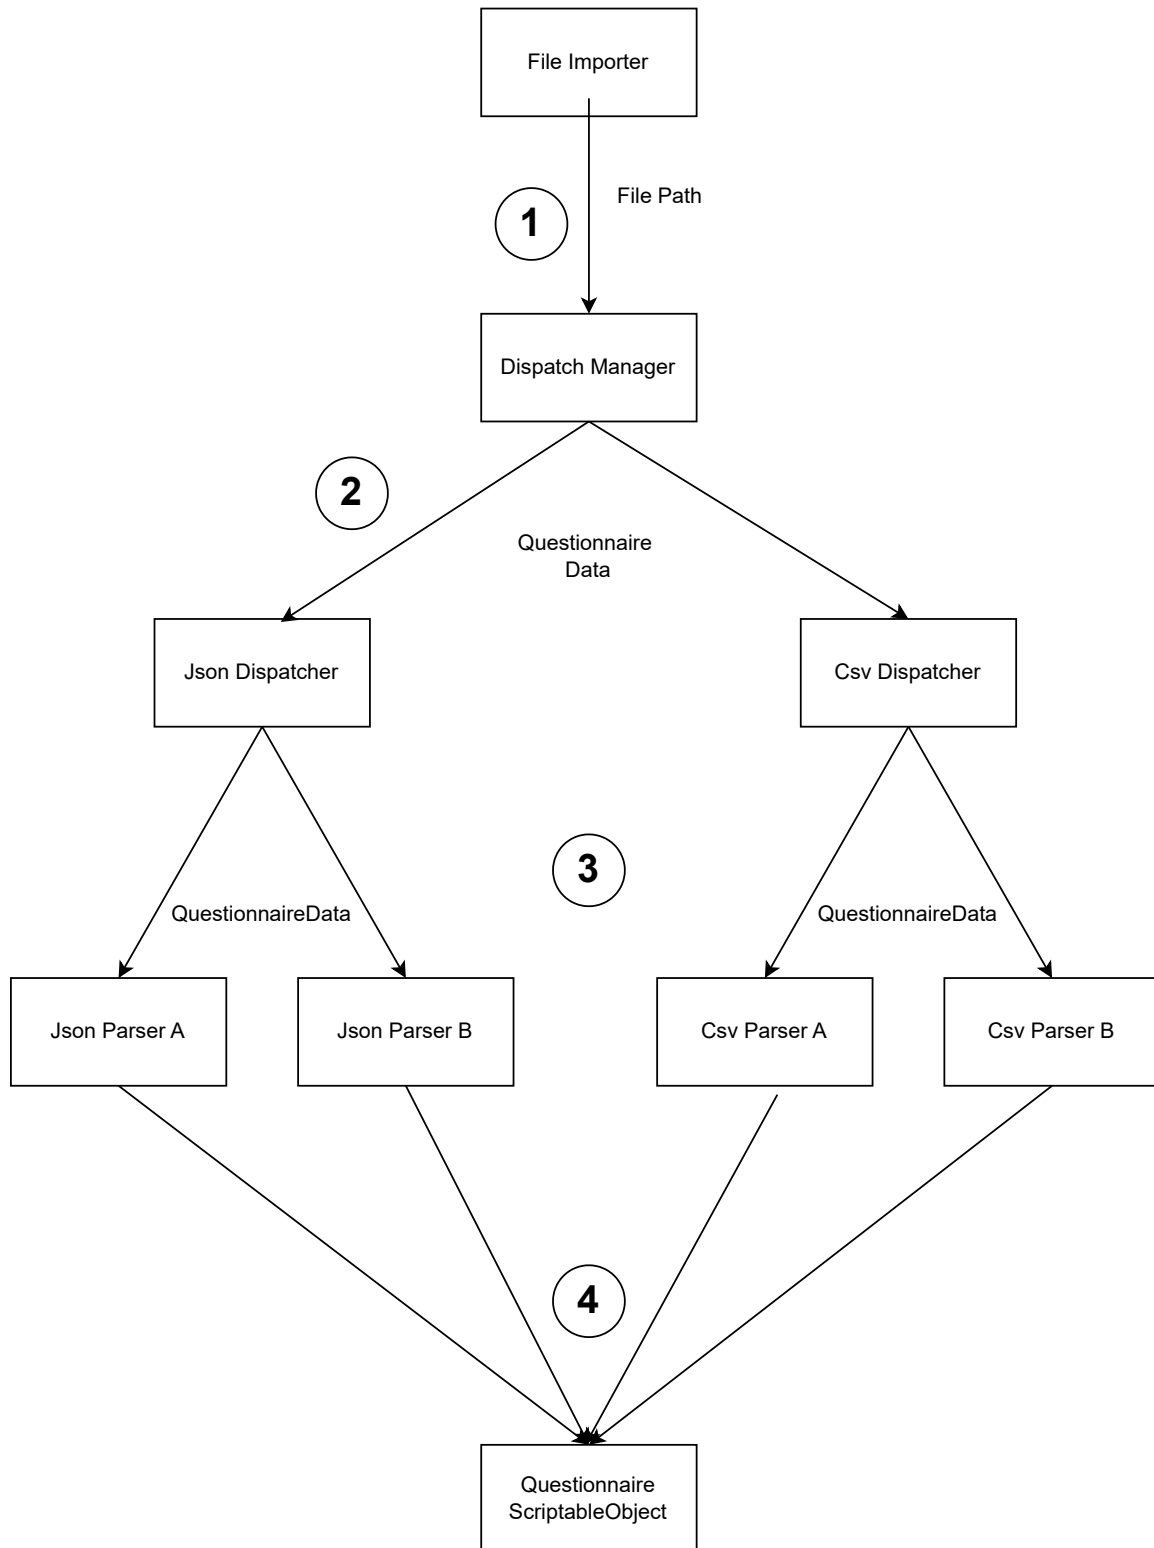 File Importer
File Path
1
Dispatch Manager
2
Questionnaire
Data
Json Dispatcher
Csv Dispatcher
3
QuestionnaireData
QuestionnaireData
Json Parser A
Json Parser B
Csv Parser A
Csv Parser B
4
Questionnaire
ScriptableObject